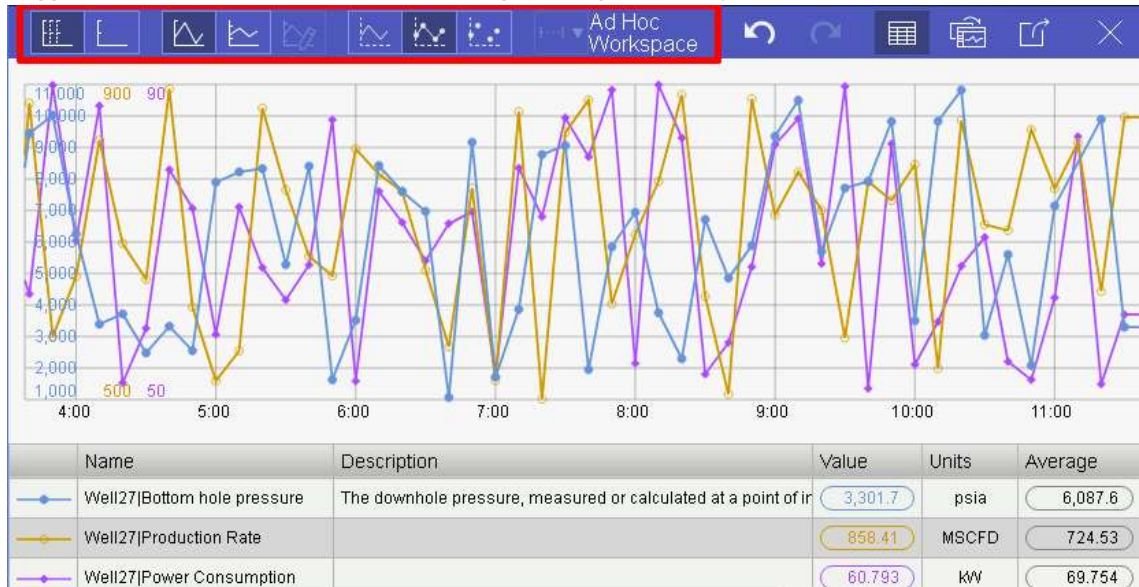 Ad Hoc
Workspace
11,000 900 90
10,000
9,000
8,000
7,000
6,000
5,000
4,000
3,000
2,000
1,000 500 50
4:00 5:00 6:00 7:00 8:00 9:00 10:00 11:00
Name Description Value Units Average
Well27|Bottom hole pressure The downhole pressure, measured or calculated at a point of in 3,301.7 psia 6,087.6
Well27|Production Rate 858.41 MSCFD 724.53
Well27|Power Consumption 60.793 kW 69.754